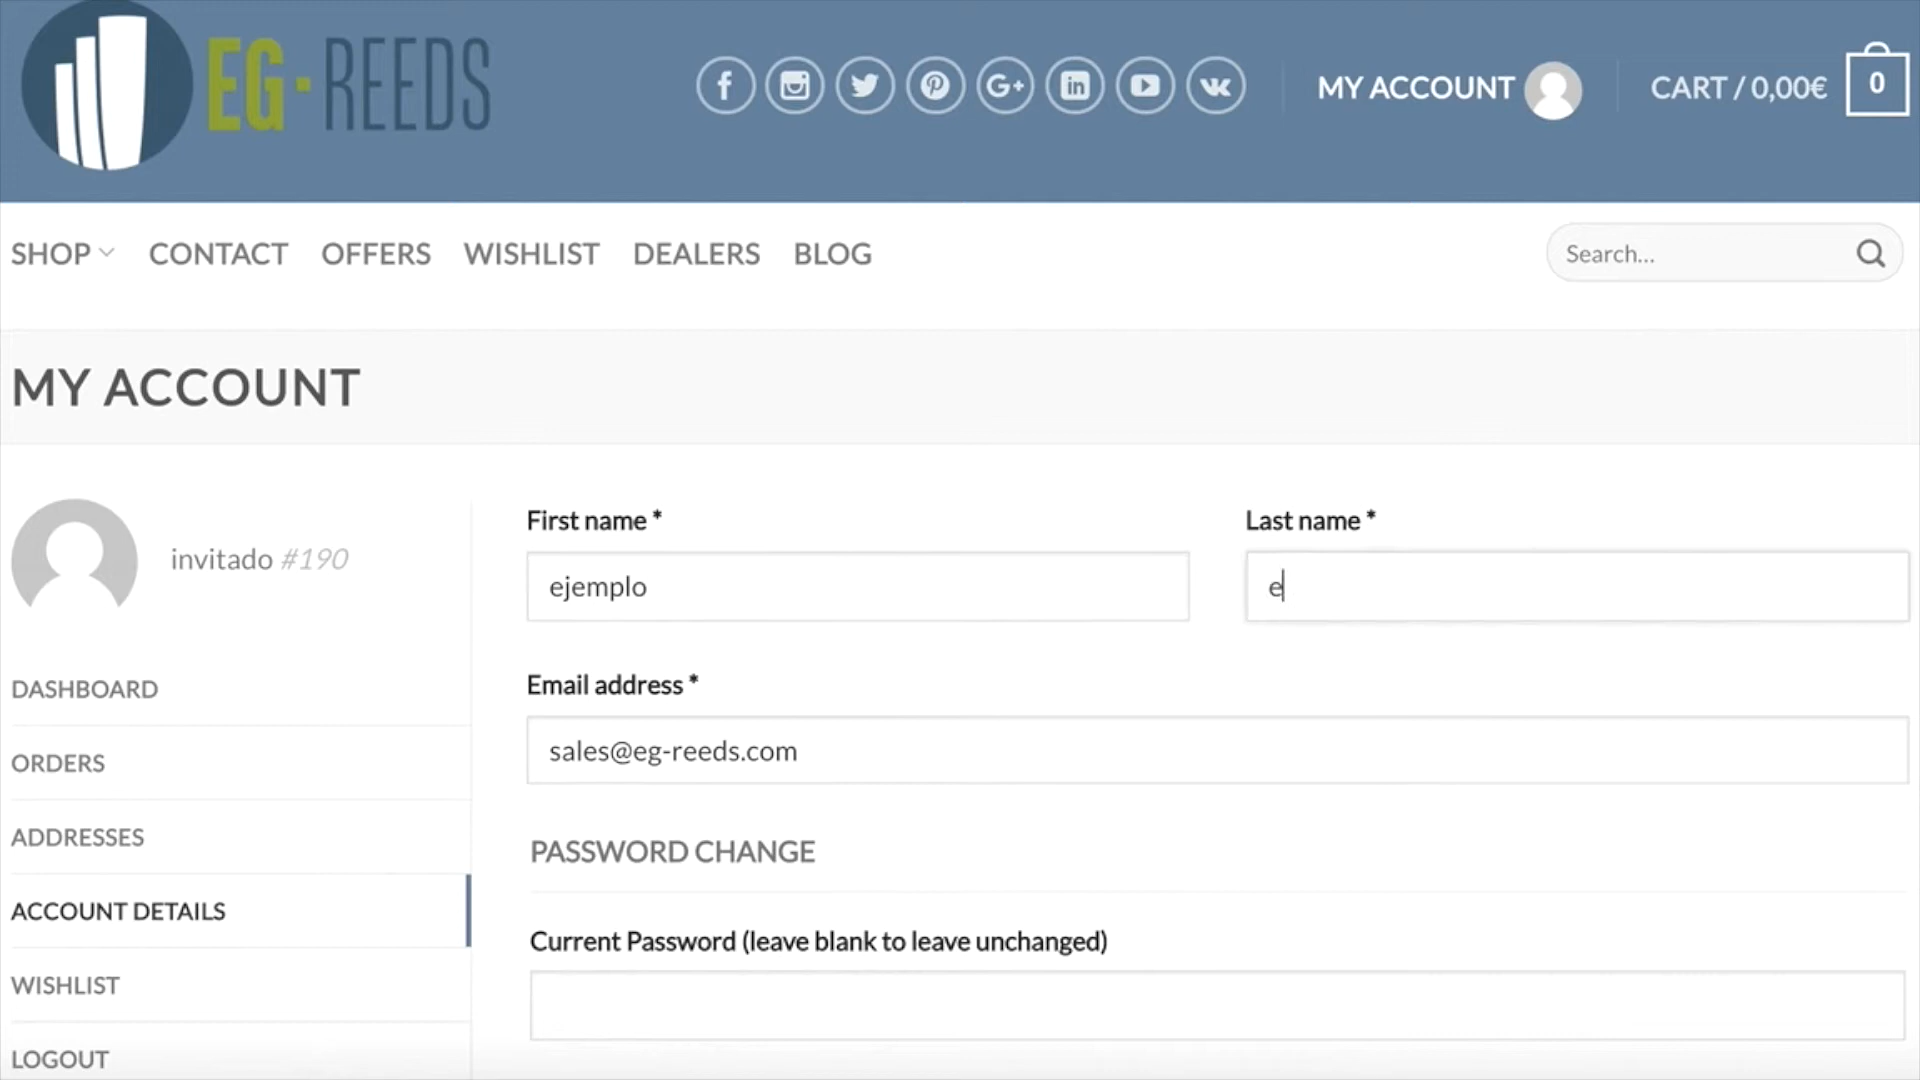 EG·REEDS
MY ACCOUNT
CART / 0,00€
0
SHOP CONTACT OFFERS WISHLIST DEALERS BLOG
Search...
MY ACCOUNT
invitado #190
First name *
Last name *
ejemplo
e
Email address *
sales@eg-reeds.com
DASHBOARD
ORDERS
ADDRESSES
ACCOUNT DETAILS
WISHLIST
LOGOUT
PASSWORD CHANGE
Current Password (leave blank to leave unchanged)